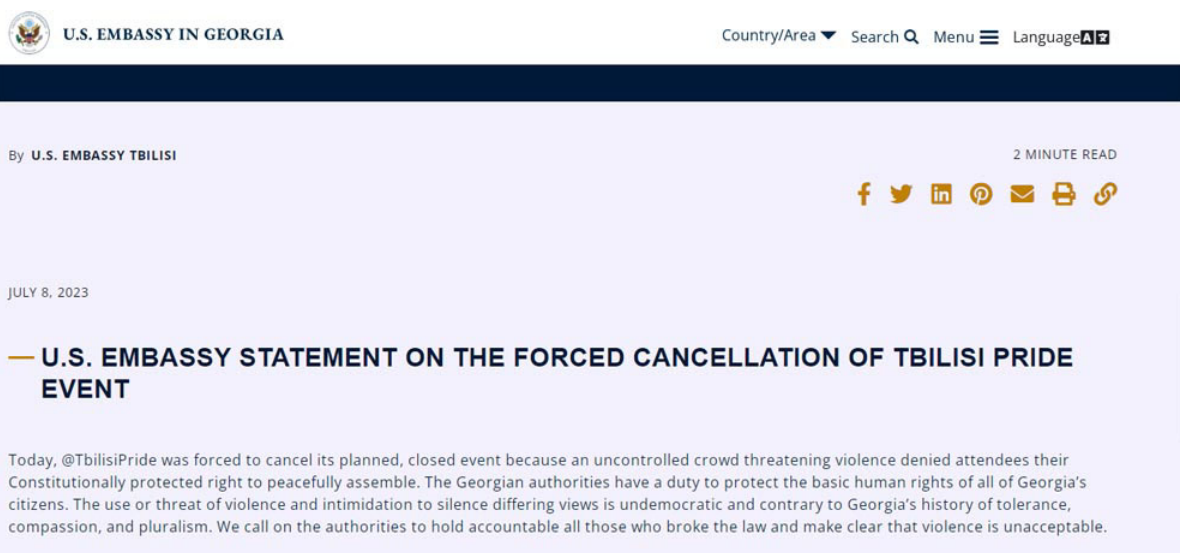 U.S. EMBASSY IN GEORGIA
Country/Area Search Menu Language
By U.S. EMBASSY TBILISI
2 MINUTE READ
JULY 8, 2023
U.S. EMBASSY STATEMENT ON THE FORCED CANCELLATION OF TBILISI PRIDE
EVENT
Today, @TbilisiPride was forced to cancel its planned, closed event because an uncontrolled crowd threatening violence denied attendees their
Constitutionally protected right to peacefully assemble. The Georgian authorities have a duty to protect the basic human rights of all of Georgia’s
citizens. The use or threat of violence and intimidation to silence differing views is undemocratic and contrary to Georgia’s history of tolerance,
compassion, and pluralism. We call on the authorities to hold accountable all those who broke the law and make clear that violence is unacceptable.